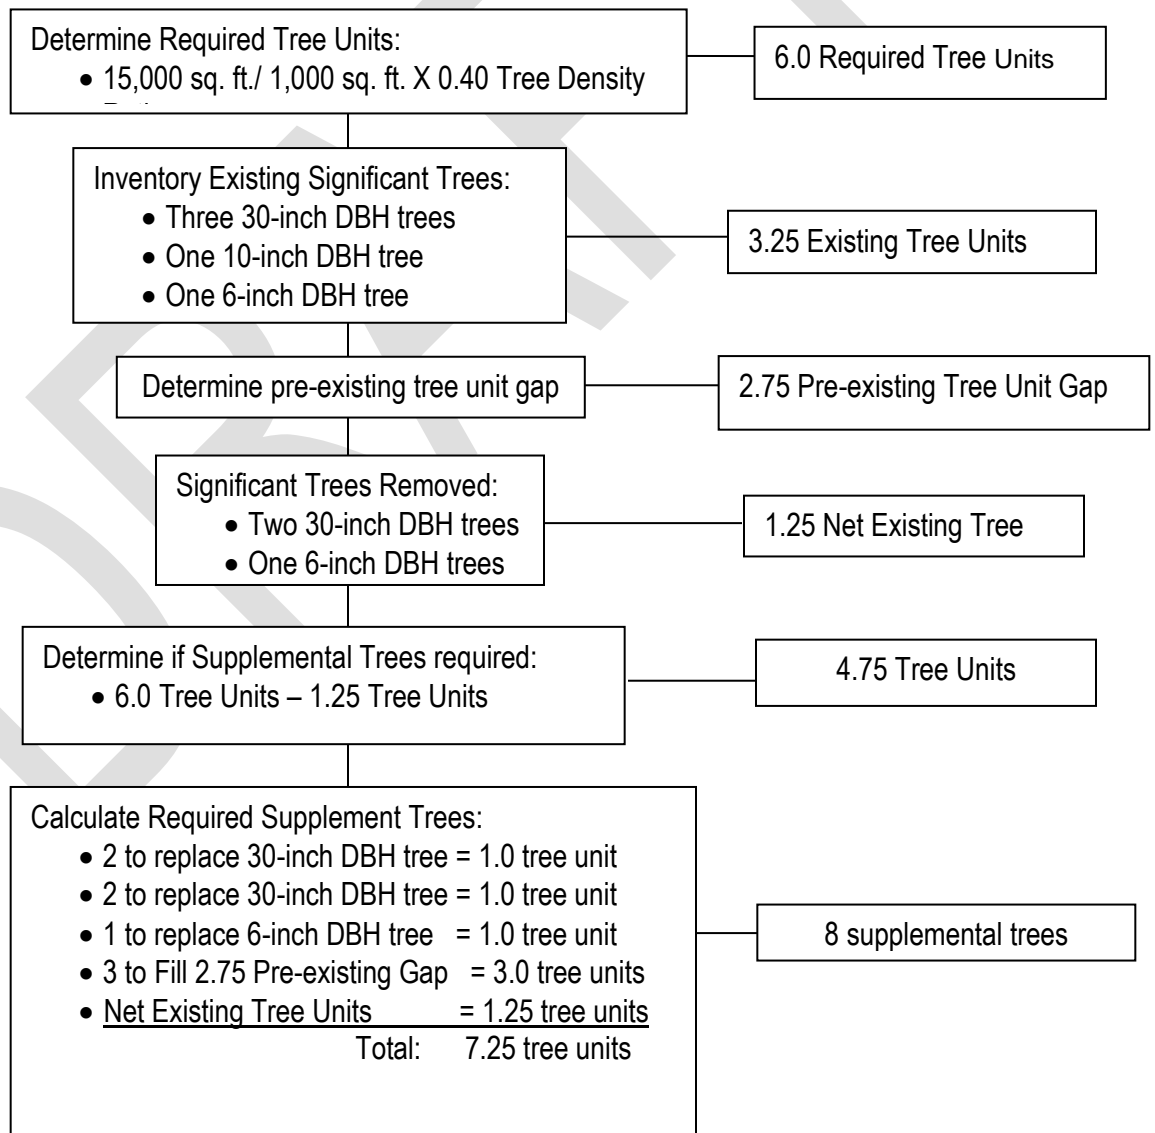 Determine Required Tree Units:
• 15,000 sq. ft./ 1,000 sq. ft. X 0.40 Tree Density
6.0 Required Tree Units
Inventory Existing Significant Trees:
• Three 30-inch DBH trees
• One 10-inch DBH tree
• One 6-inch DBH tree
3.25 Existing Tree Units
Determine pre-existing tree unit gap
2.75 Pre-existing Tree Unit Gap
Significant Trees Removed:
• Two 30-inch DBH trees
• One 6-inch DBH trees
1.25 Net Existing Tree
Determine if Supplemental Trees required:
• 6.0 Tree Units – 1.25 Tree Units
4.75 Tree Units
Calculate Required Supplement Trees:
• 2 to replace 30-inch DBH tree = 1.0 tree unit
• 2 to replace 30-inch DBH tree = 1.0 tree unit
• 1 to replace 6-inch DBH tree = 1.0 tree unit
• 3 to Fill 2.75 Pre-existing Gap = 3.0 tree units
• Net Existing Tree Units = 1.25 tree units
Total: 7.25 tree units
8 supplemental trees